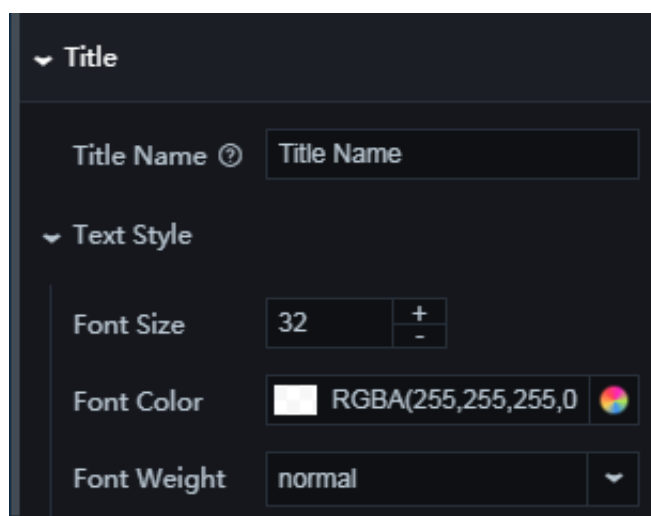 Title
Title Name Title Name
Text Style
Font Size 32 + -
Font Color RGBA(255,255,255,0
Font Weight normal